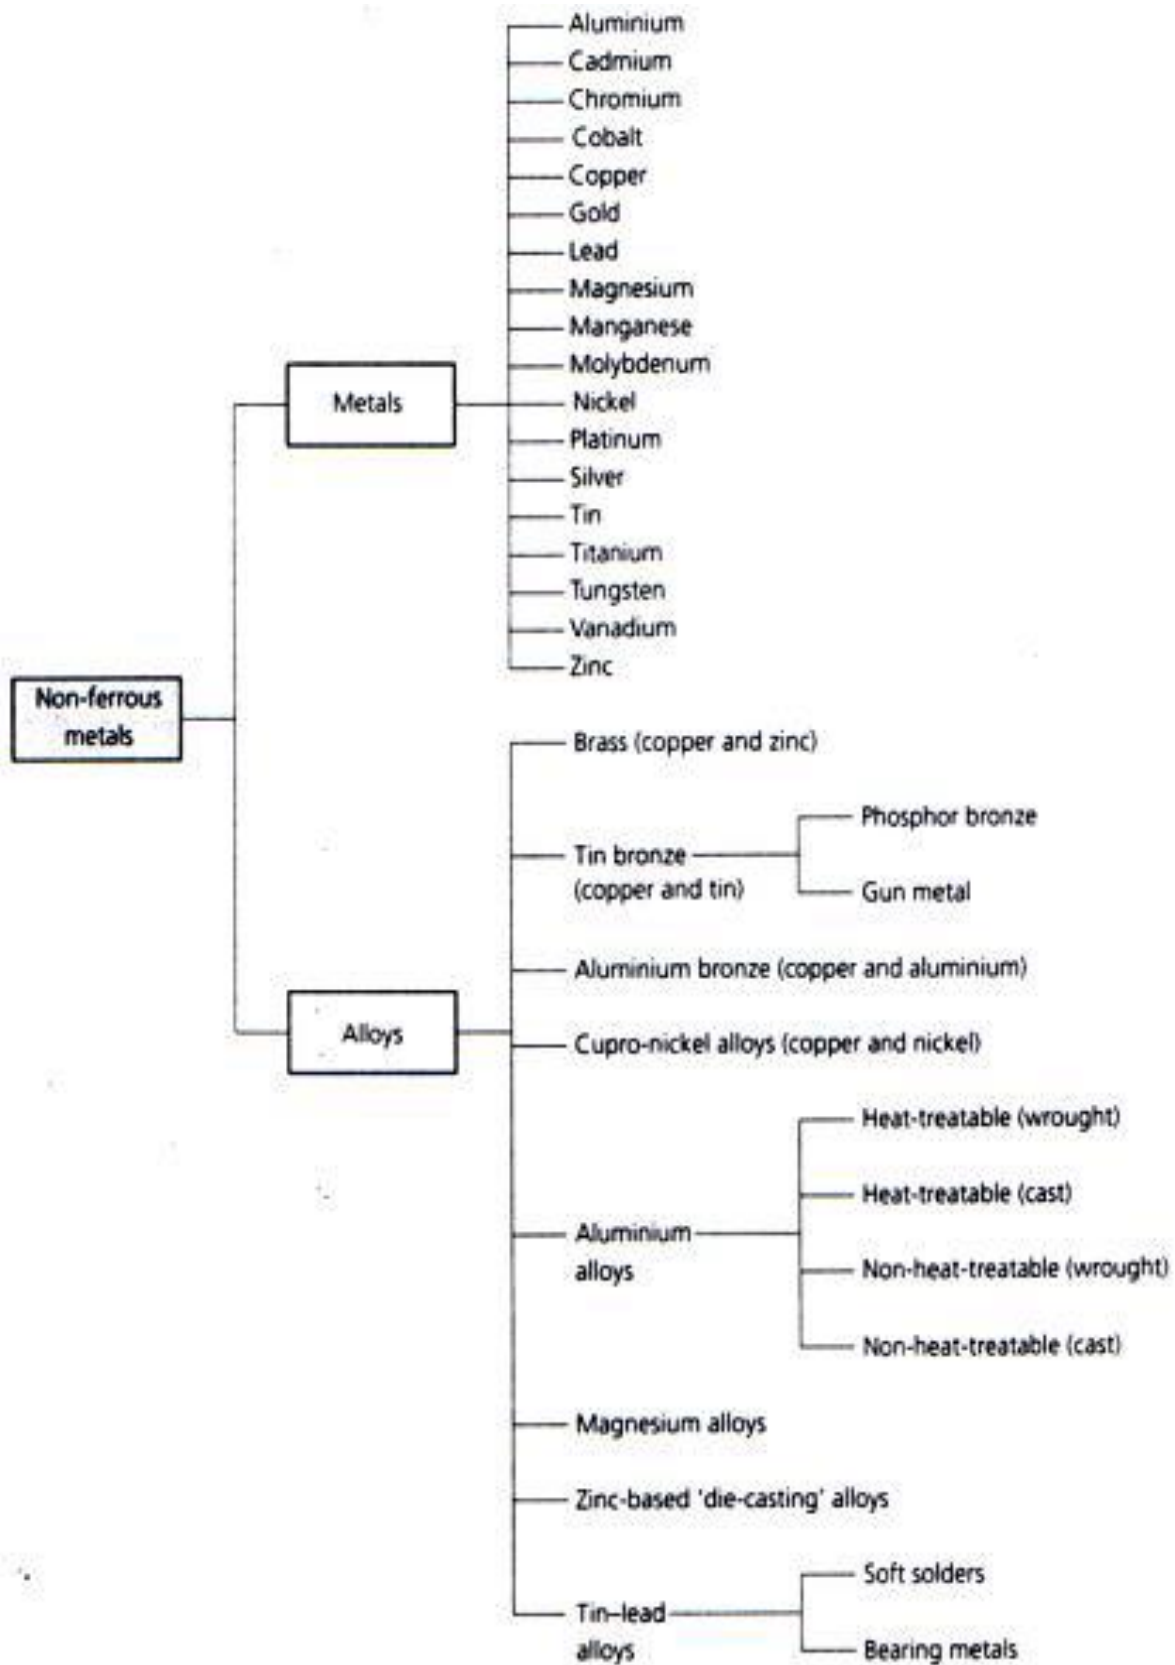 Aluminium
Cadmium
Chromium
Cobalt
Copper
Gold
Lead
Magnesium
Manganese
Molybdenum
Metals
Nickel
Platinum
Silver
Tin
Titanium
Tungsten
Vanadium
Zinc
Non-ferrous
metals
Brass (copper and zinc)
Phosphor bronze
Tin bronze
(copper and tin)
Gun metal
Aluminium bronze (copper and aluminium)
Alloys
Cupro-nickel alloys (copper and nickel)
Heat-treatable (wrought)
Heat-treatable (cast)
Aluminium
alloys
Non-heat-treatable (wrought)
Non-heat-treatable (cast)
Magnesium alloys
Zinc-based 'die-casting' alloys
Soft solders
Tin–lead
alloys
Bearing metals